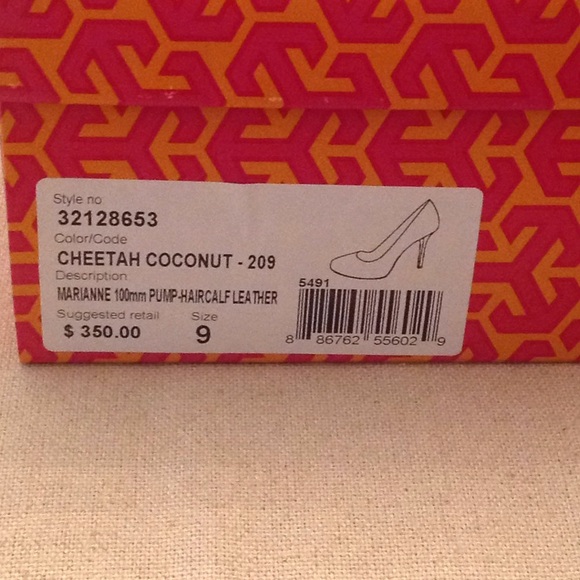 Style no
32128653
Color/Code
CHEETAH COCONUT - 209
Description
MARIANNE 100mm PUMP-HAIRCALF LEATHER
Suggested retail Size
$ 350.00 9
5491
8 86762 55602 9